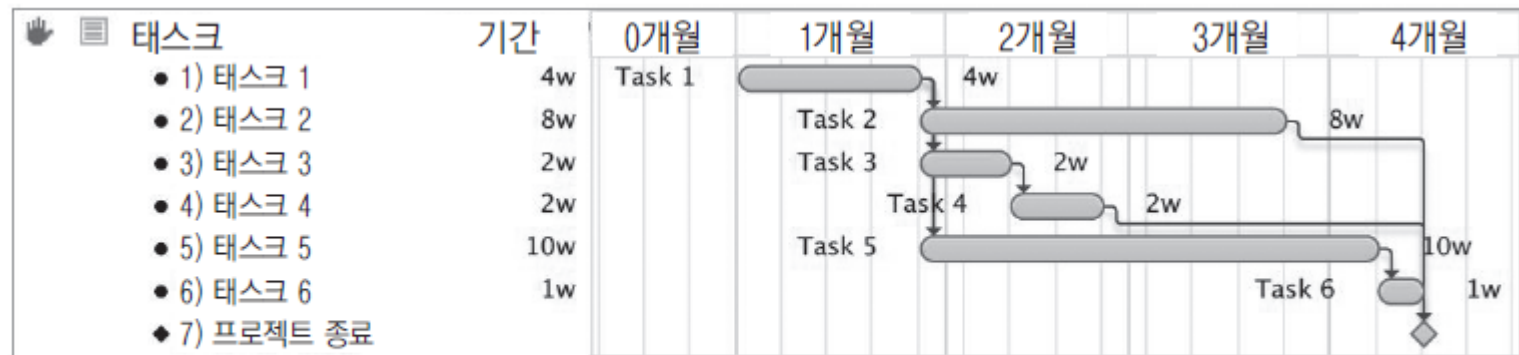 태스크 기간 0개월 1개월 2개월 3개월 4개월
1) 태스크 1 4w Task 1 4w
2) 태스크 2 8w Task 2 8w
3) 태스크 3 2w Task 3 2w
4) 태스크 4 2w Task 4 2w
5) 태스크 5 10w Task 5 10w
6) 태스크 6 1w Task 6 1w
7) 프로젝트 종료